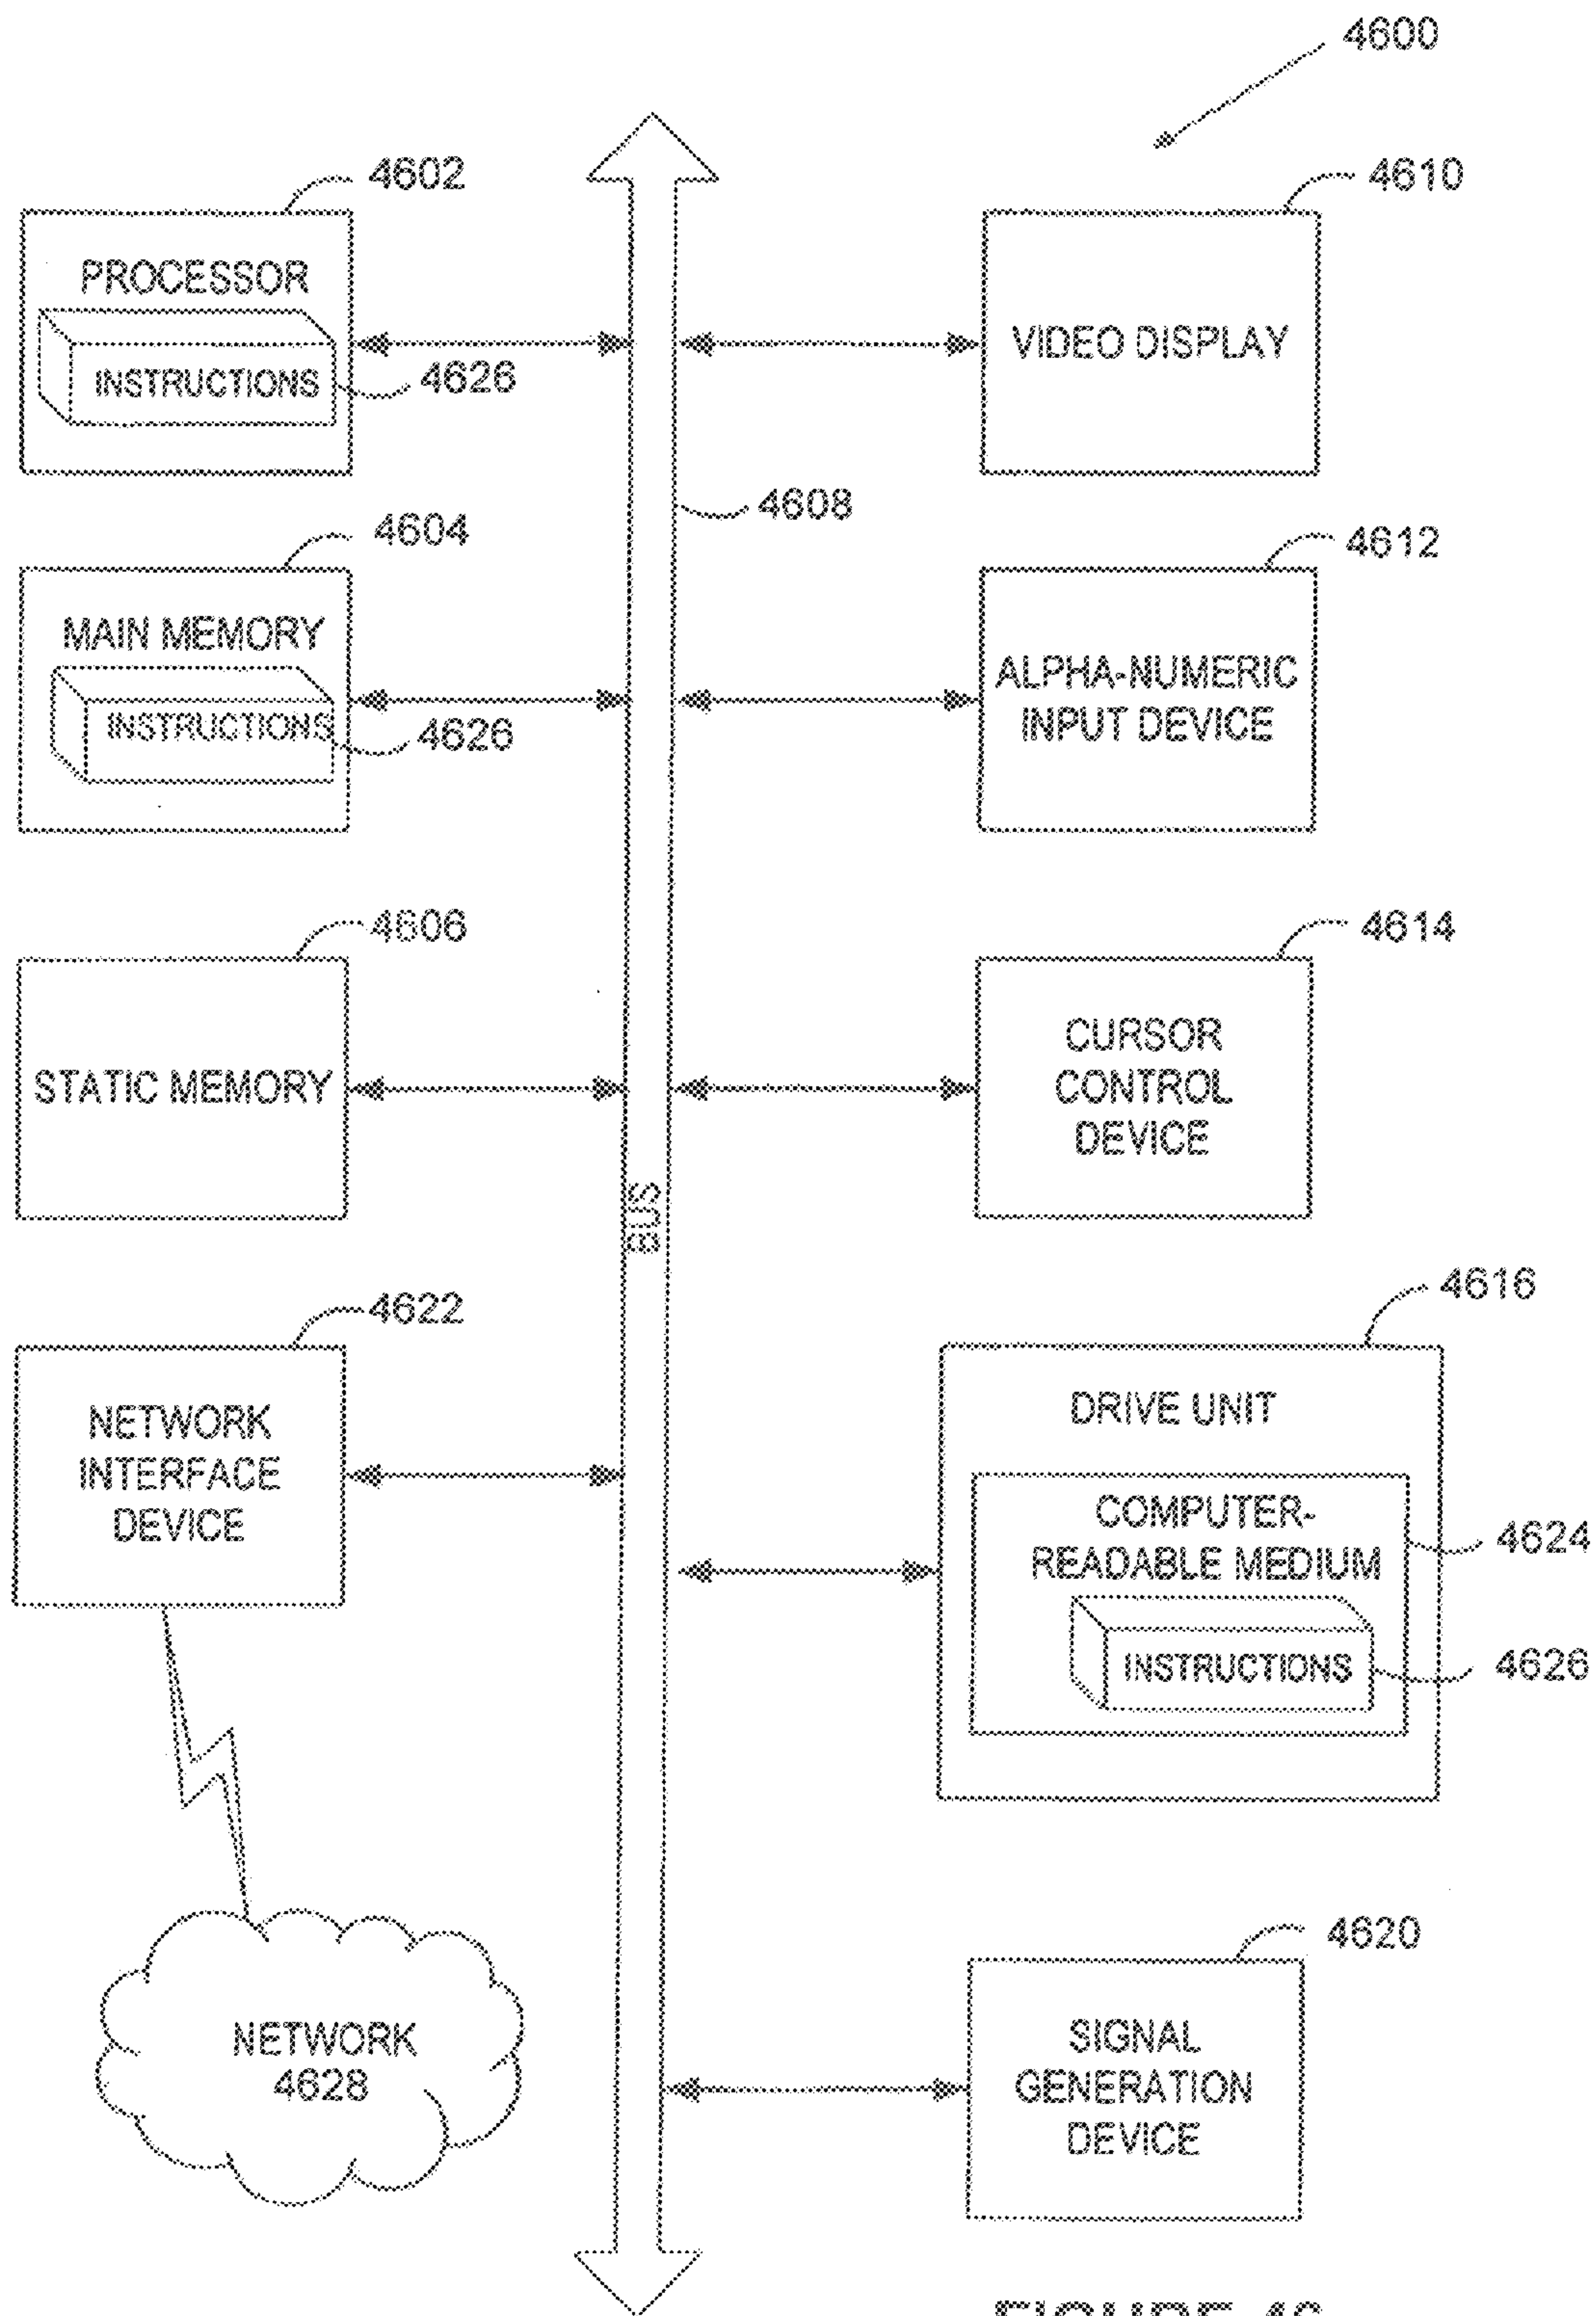 4600
4602
PROCESSOR
INSTRUCTIONS
4626
4610
VIDEO DISPLAY
4608
4604
MAIN MEMORY
INSTRUCTIONS
4626
4612
ALPHA-NUMERIC
INPUT DEVICE
4606
STATIC MEMORY
4614
CURSOR
CONTROL
DEVICE
BUS
4622
NETWORK
INTERFACE
DEVICE
4616
DRIVE UNIT
COMPUTER-
READABLE MEDIUM
4624
INSTRUCTIONS
4626
NETWORK
4628
4620
SIGNAL
GENERATION
DEVICE
FIGURE 46